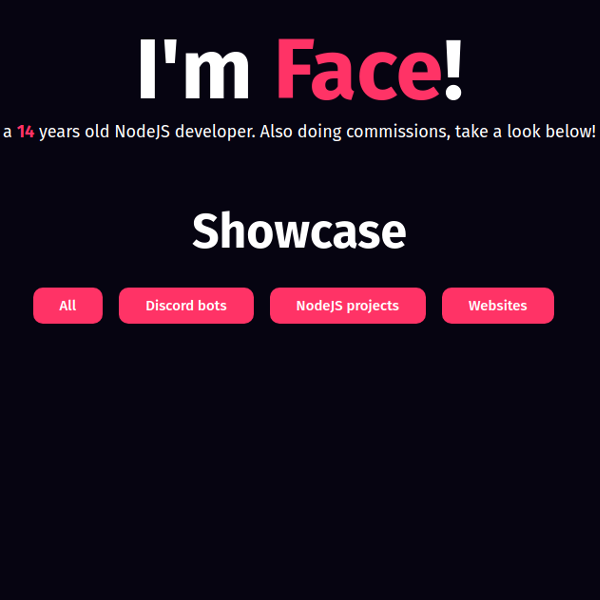 I'm Face!
a 14 years old NodeJS developer. Also doing commissions, take a look below!
Showcase
All
Discord bots
NodeJS projects
Websites